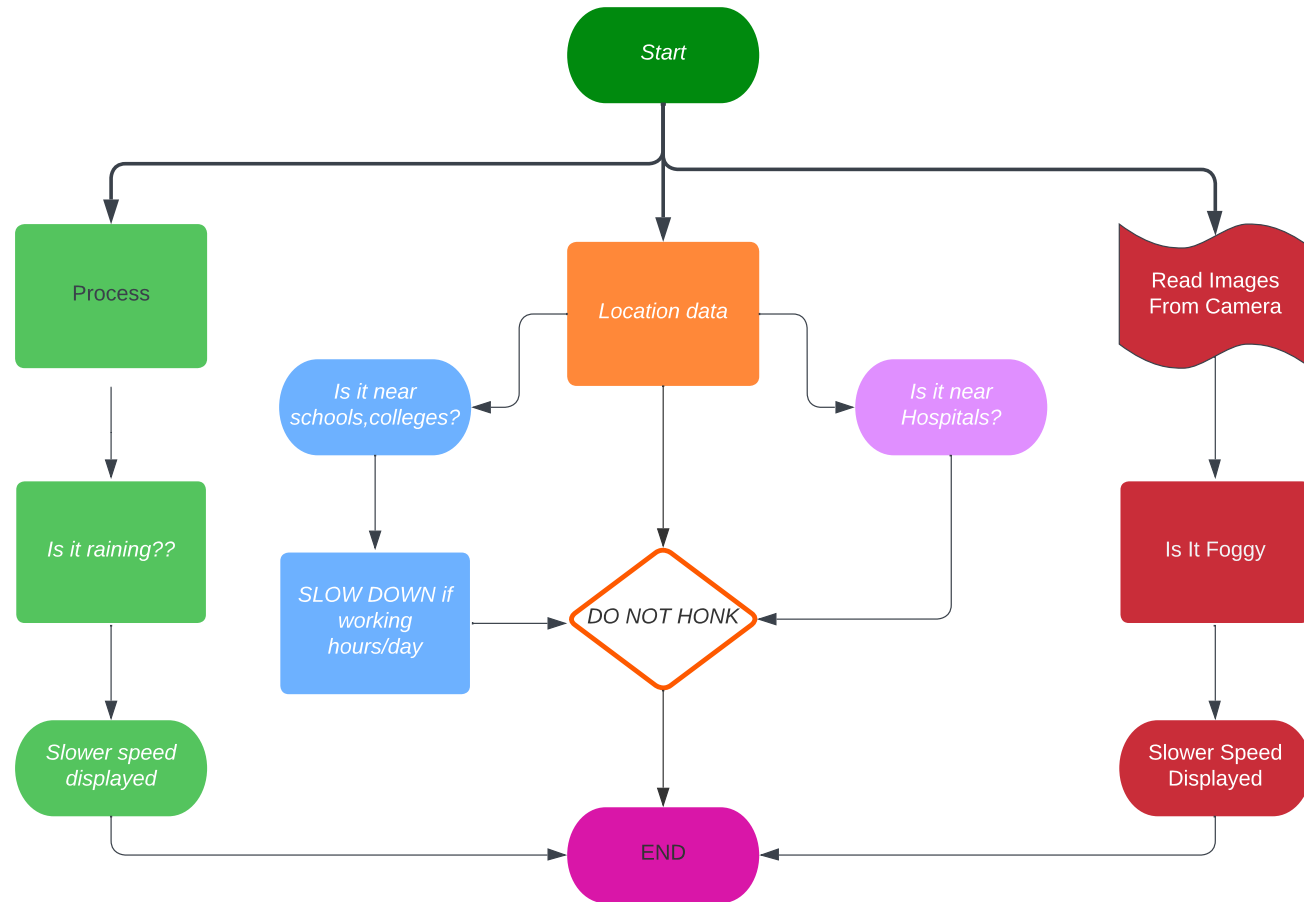 Start
Process
Location data
Read Images
From Camera
Is it near
schools,colleges?
Is it near
Hospitals?
Is it raining??
SLOW DOWN if
working
hours/day
DO NOT HONK
Is It Foggy
Slower speed
displayed
Slower Speed
Displayed
END